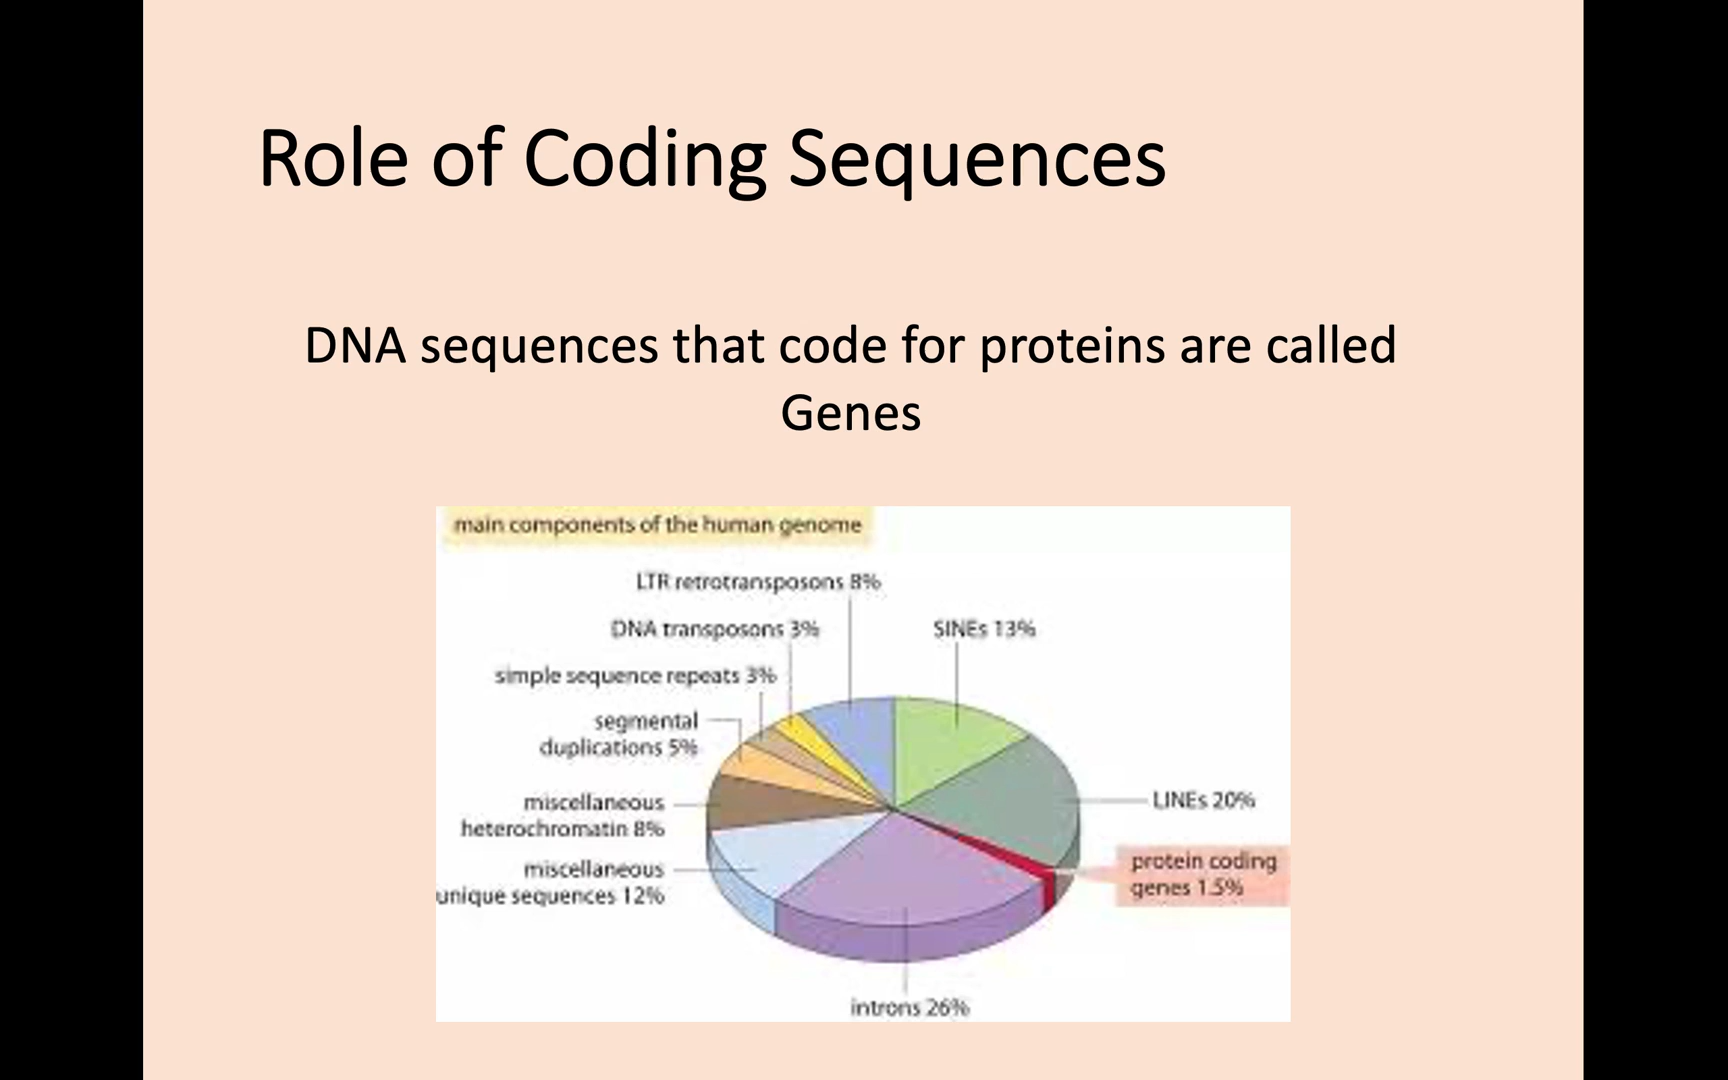 Role of Coding Sequences
DNA sequences that code for proteins are called
Genes
main components of the human genome
LTR retrotransposons 8%
DNA transposons 3%
SINEs 13%
simple sequence repeats 3%
segmental
duplications 5%
miscellaneous
heterochromatin 8%
LINEs 20%
miscellaneous
unique sequences 12%
protein coding
genes 1.5%
introns 26%